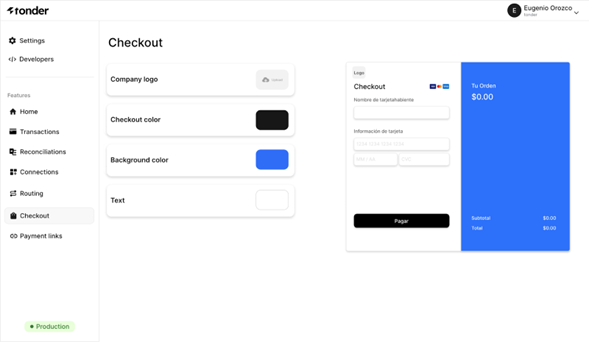 tonder
E
Eugenio Orozco
tonder
Settings
Developers
Features
Home
Transactions
Reconciliations
Connections
Routing
Checkout
Payment links
Production
Checkout
Company logo
Checkout color
Background color
Text
Logo
Checkout
Nombre de tarjetahabiente
Información de tarjeta
Pagar
Tu Orden
$0.00
Subtotal $0.00
Total $0.00